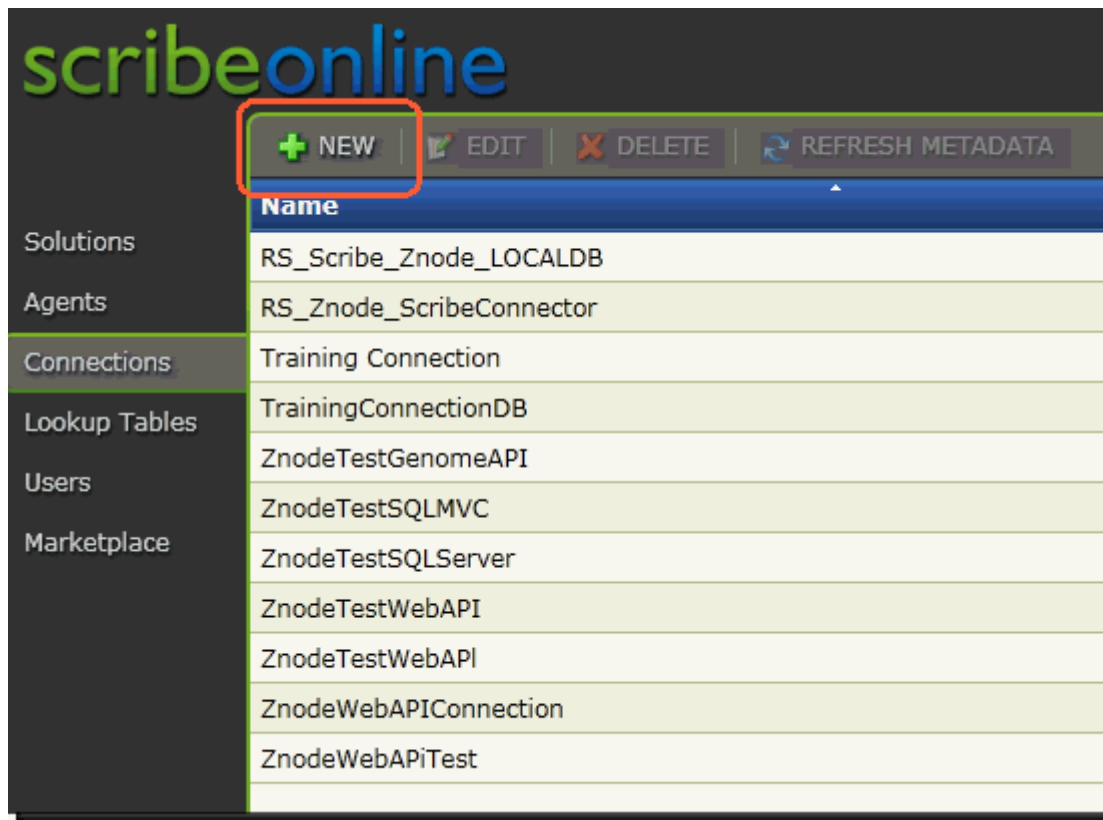 scribeonline
NEW EDIT DELETE REFRESH METADATA
Name
Solutions
Agents
Connections
Lookup Tables
Users
Marketplace
RS_Scribe_Znode_LOCALDB
RS_Znode_ScribeConnector
Training Connection
TrainingConnectionDB
ZnodeTestGenomeAPI
ZnodeTestSQLMVC
ZnodeTestSQLServer
ZnodeTestWebAPI
ZnodeTestWebAPl
ZnodeWebAPIConnection
ZnodeWebAPiTest